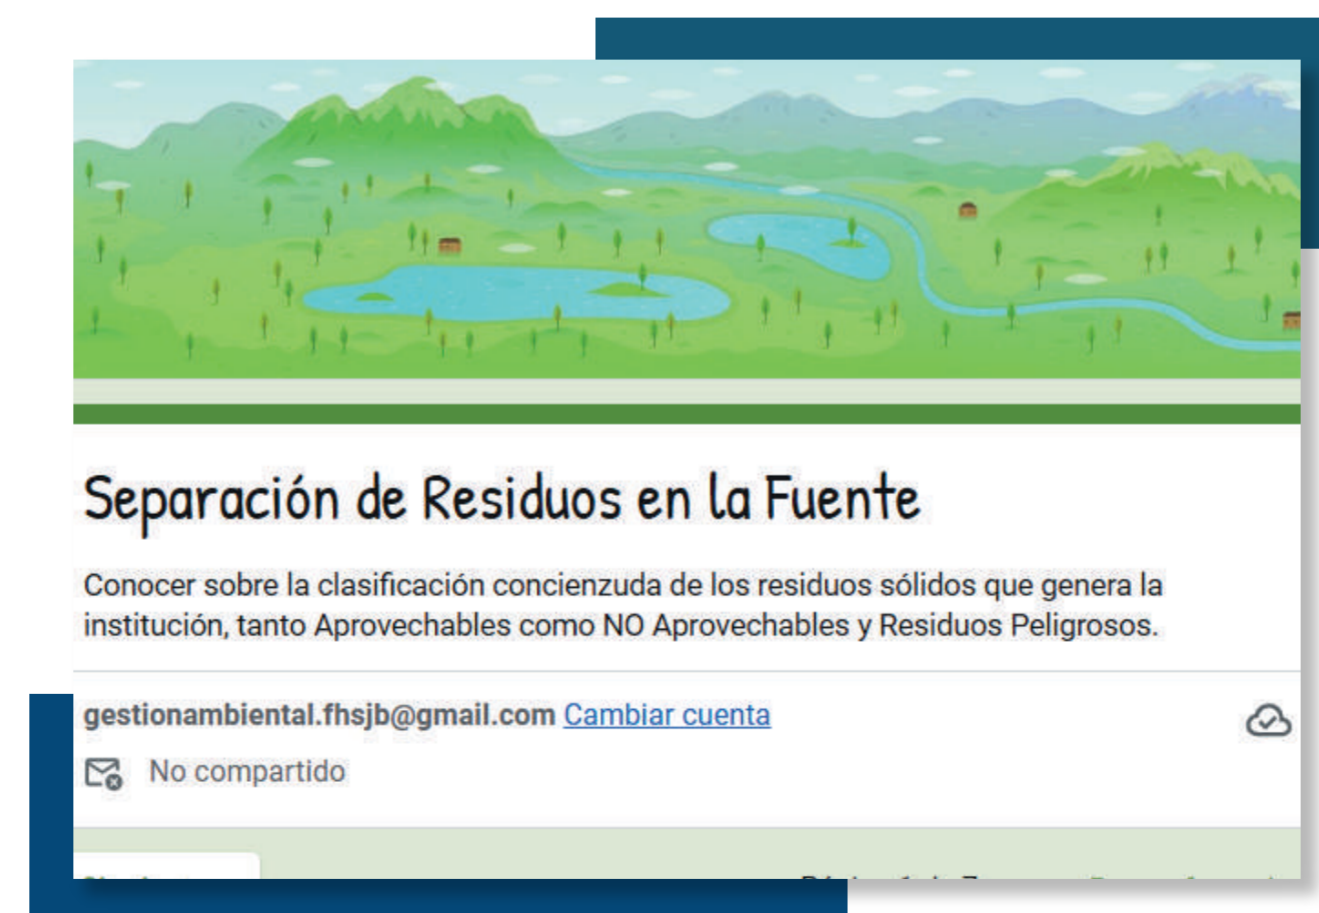 Separación de Residuos en la Fuente
Conocer sobre la clasificación concienzuda de los residuos sólidos que genera la
institución, tanto Aprovechables como NO Aprovechables y Residuos Peligrosos.
gestionambiental.fhsjb@gmail.com Cambiar cuenta
No compartido